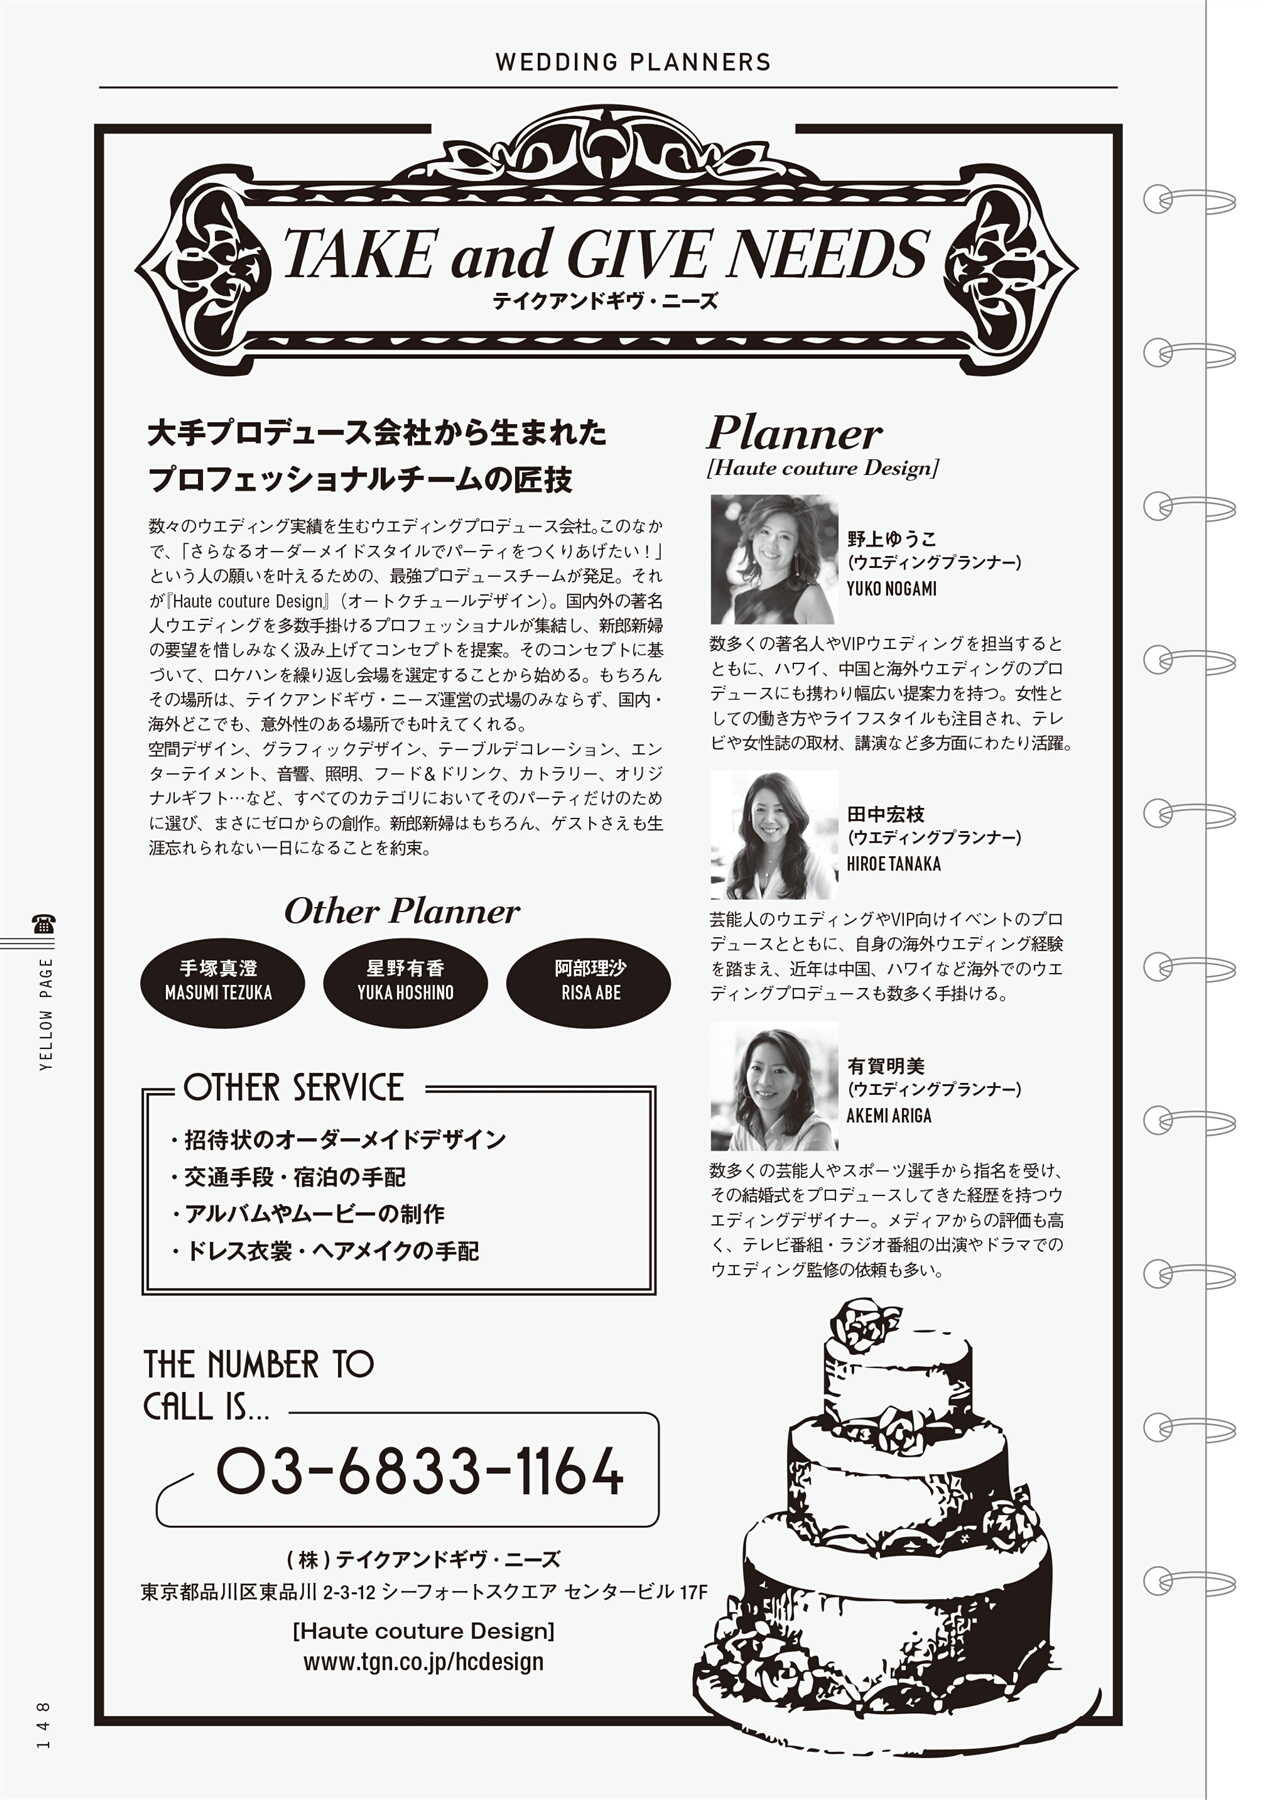 WEDDING PLANNERS
TAKE and GIVE NEEDS
テイクアンドギヴ・ニーズ
大手プロデュース会社から生まれた
プロフェッショナルチームの匠技
数々のウエディング実績を生むウエディングプロデュース会社。このなか
で、「さらなるオーダーメイドスタイルでパーティをつくりあげたい！」
という人の願いを叶えるための、最強プロデュースチームが発足。それ
が『Haute couture Design』（オートクチュールデザイン）。国内外の著名
人ウエディングを多数手掛けるプロフェッショナルが集結し、新郎新婦
の要望を惜しみなく汲み上げてコンセプトを提案。そのコンセプトに基
づいて、ロケハンを繰り返し会場を選定することから始める。もちろん
その場所は、テイクアンドギヴ・ニーズ運営の式場のみならず、国内・
海外どこでも、意外性のある場所でも叶えてくれる。
空間デザイン、グラフィックデザイン、テーブルデコレーション、エン
ターテイメント、音響、照明、フード＆ドリンク、カトラリー、オリジ
ナルギフト…など、すべてのカテゴリにおいてそのパーティだけのため
に選び、まさにゼロからの創作。新郎新婦はもちろん、ゲストさえも生
涯忘れられない一日になることを約束。
Other Planner
手塚真澄
MASUMI TEZUKA
星野有香
YUKA HOSHINO
阿部理沙
RISA ABE
OTHER SERVICE
・招待状のオーダーメイドデザイン
・交通手段・宿泊の手配
・アルバムやムービーの制作
・ドレス衣裳・ヘアメイクの手配
THE NUMBER TO
CALL IS...
03-6833-1164
(株)テイクアンドギヴ・ニーズ
東京都品川区東品川 2-3-12 シーフォートスクエア センタービル 17F
[Haute couture Design]
www.tgn.co.jp/hcdesign
Planner
[Haute couture Design]
野上ゆうこ
（ウエディングプランナー）
YUKO NOGAMI
数多くの著名人やVIPウエディングを担当すると
ともに、ハワイ、中国と海外ウエディングのプロ
デュースにも携わり幅広い提案力を持つ。女性と
しての働き方やライフスタイルも注目され、テレ
ビや女性誌の取材、講演など多方面にわたり活躍。
田中宏枝
（ウエディングプランナー）
HIROE TANAKA
芸能人のウエディングやVIP向けイベントのプロ
デュースとともに、自身の海外ウエディング経験
を踏まえ、近年は中国、ハワイなど海外でのウエ
ディングプロデュースも数多く手掛ける。
有賀明美
（ウエディングプランナー）
AKEMI ARIGA
数多くの芸能人やスポーツ選手から指名を受け、
その結婚式をプロデュースしてきた経歴を持つウ
エディングデザイナー。メディアからの評価も高
く、テレビ番組・ラジオ番組の出演やドラマでの
ウエディング監修の依頼も多い。
YELLOW PAGE
148